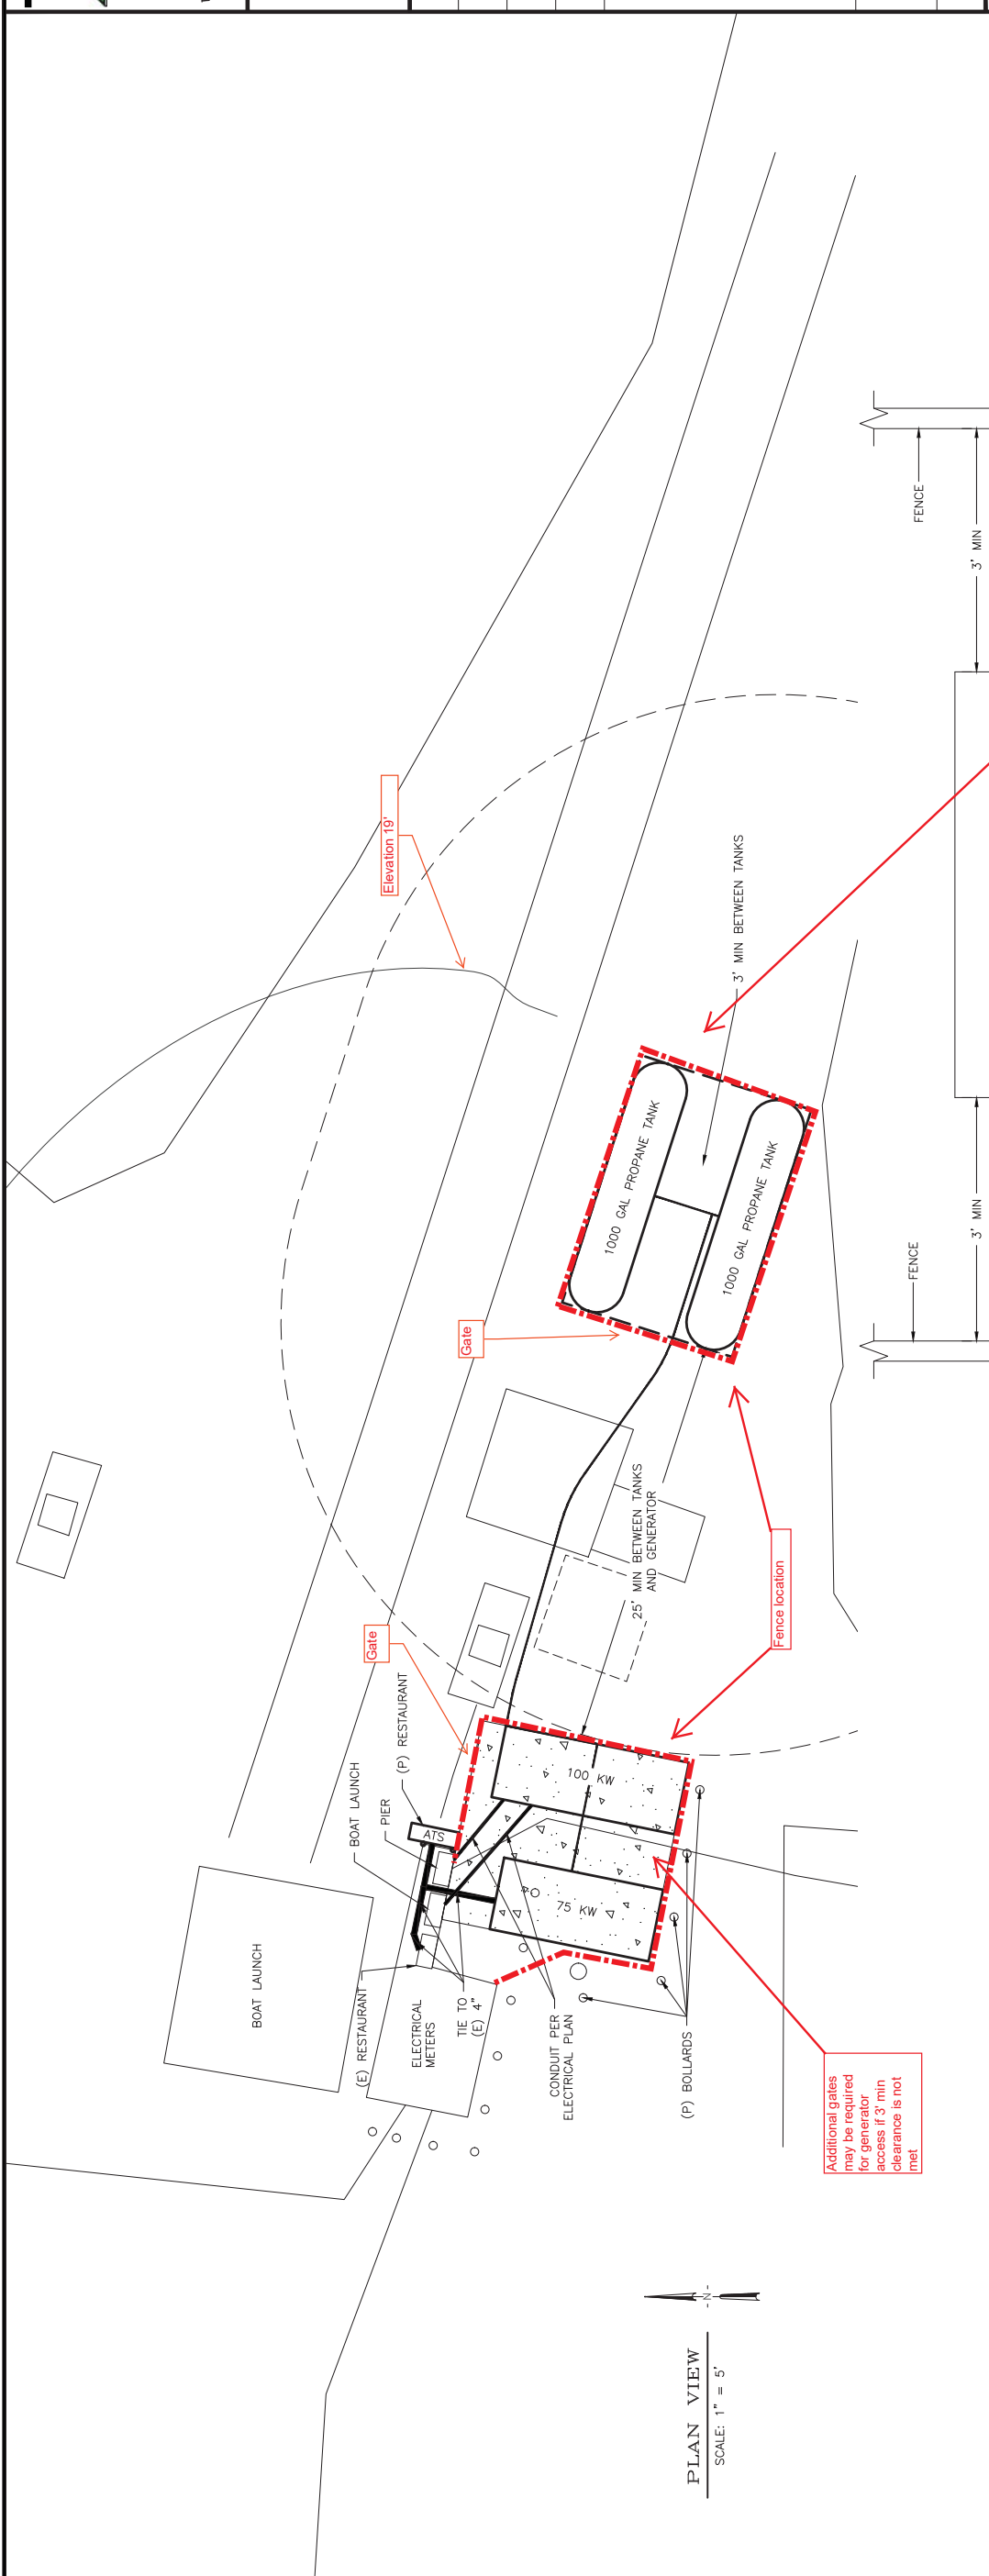 Elevation 19'
Gate
Gate
Fence location
Additional gates
may be required
for generator
access if 3' min
clearance is not
met
BOAT LAUNCH
(E) RESTAURANT
BOAT LAUNCH
PIER
(P) RESTAURANT
ATS
ELECTRICAL
METERS
TIE TO
(E) 4"
CONDUIT PER
ELECTRICAL PLAN
(P) BOLLARDS
75 KW
100 KW
25' MIN BETWEEN TANKS
AND GENERATOR
1000 GAL PROPANE TANK
1000 GAL PROPANE TANK
3' MIN BETWEEN TANKS
FENCE
3' MIN
FENCE
3' MIN
PLAN VIEW
SCALE: 1" = 5'
-N-